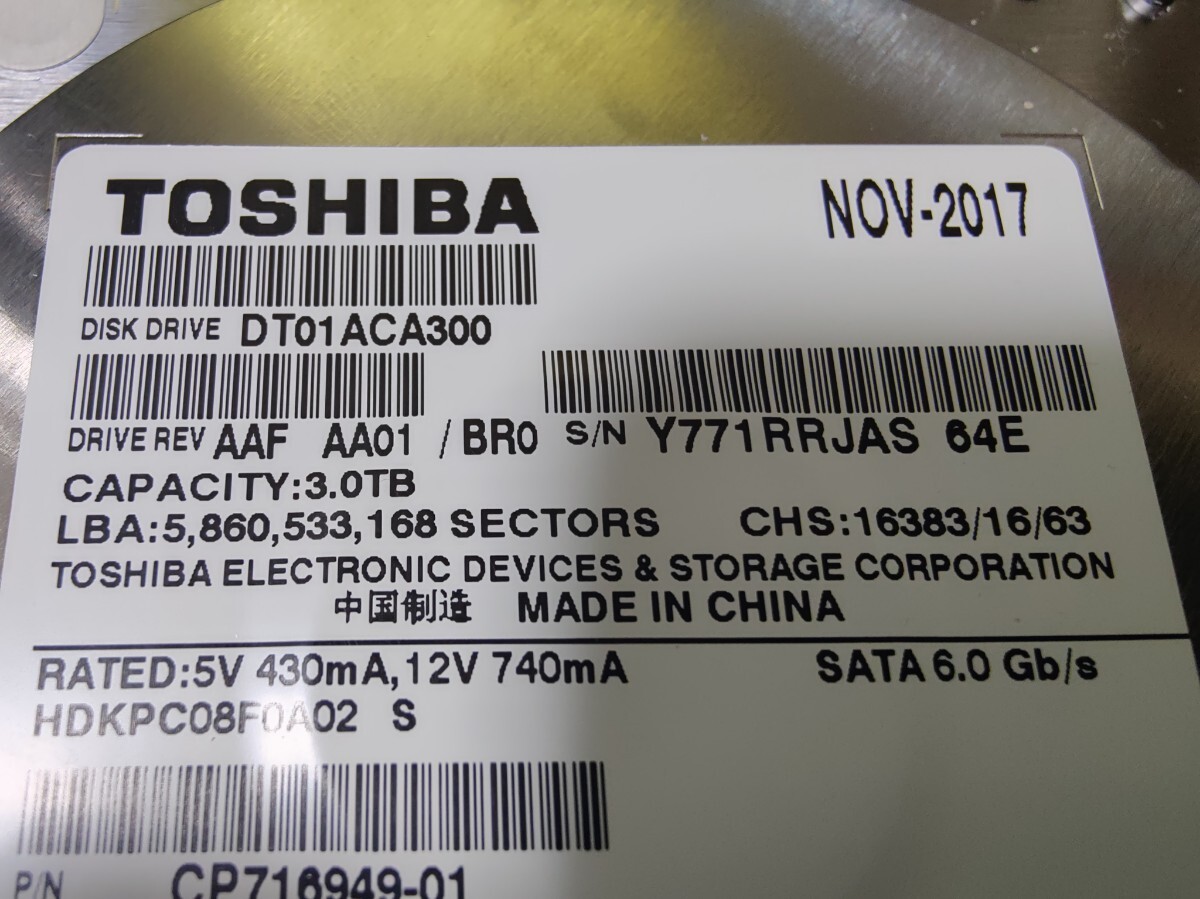 TOSHIBA NOV-2017
DISK DRIVE DT01ACA300
DRIVE REV AAF AA01 / BR0 S/N Y771RRJAS 64E
CAPACITY:3.0TB
LBA:5,860,533,168 SECTORS CHS:16383/16/63
TOSHIBA ELECTRONIC DEVICES & STORAGE CORPORATION
中国制造 MADE IN CHINA
RATED:5V 430mA,12V 740mA SATA 6.0 Gb/s
HDKPC08F0A02 S
P/N CP716949-01